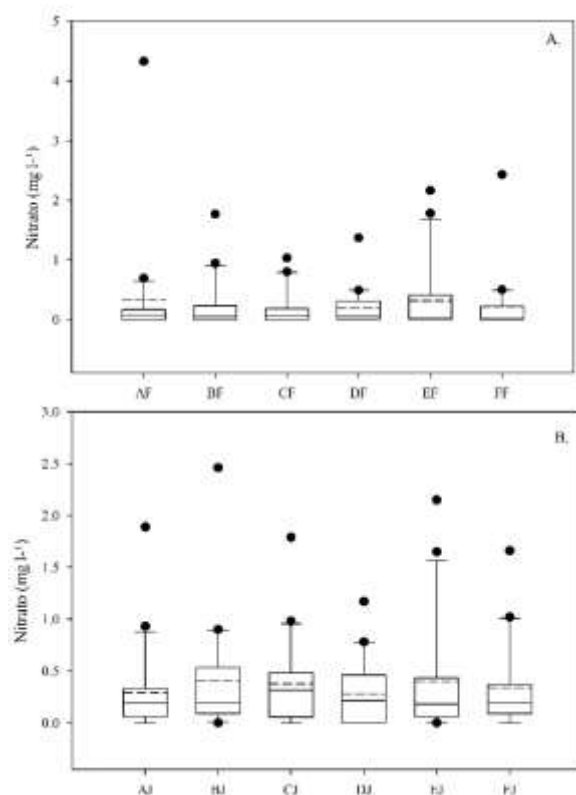 A.
Nitrato (mg l-¹)
5
4
3
2
1
0
AF BF CF DF EF FF
B.
Nitrato (mg l-¹)
3.0
2.5
2.0
1.5
1.0
0.5
0.0
AJ BJ CJ DJ EJ FJ